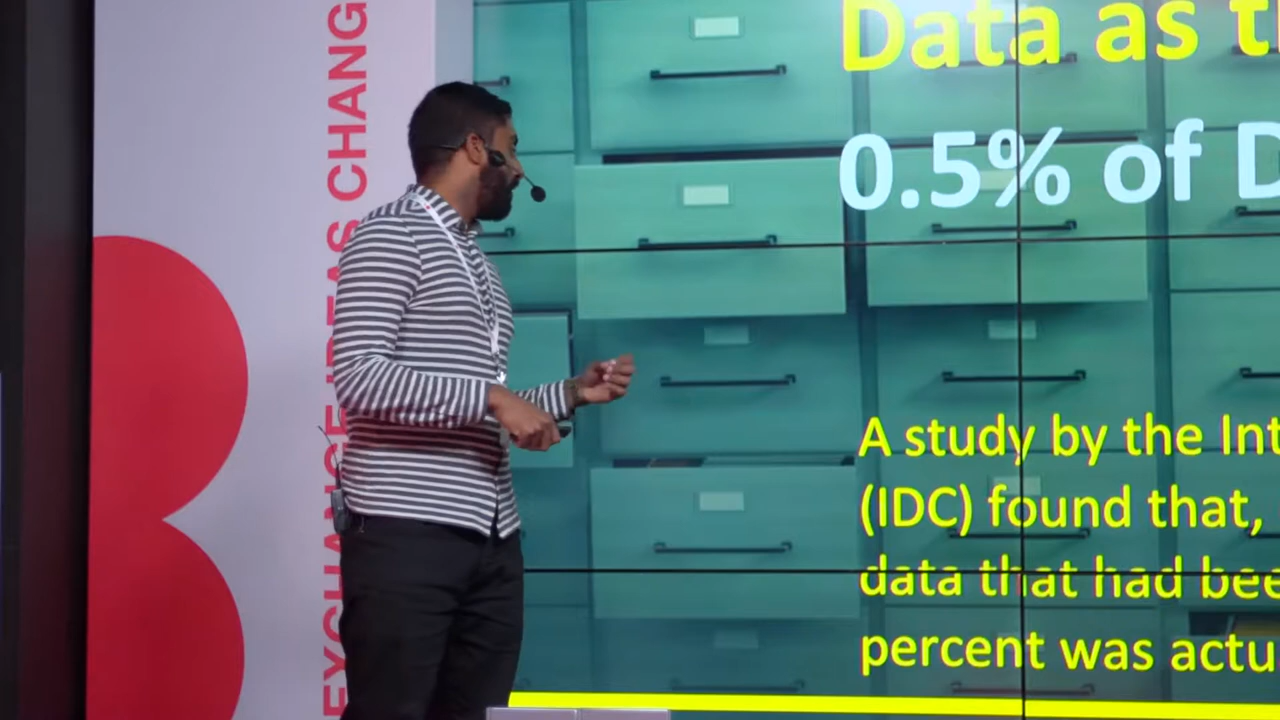 EXCHANGE IDEAS CHANG
Data as t
0.5% of D
A study by the Int
(IDC) found that,
data that had bee
percent was actu